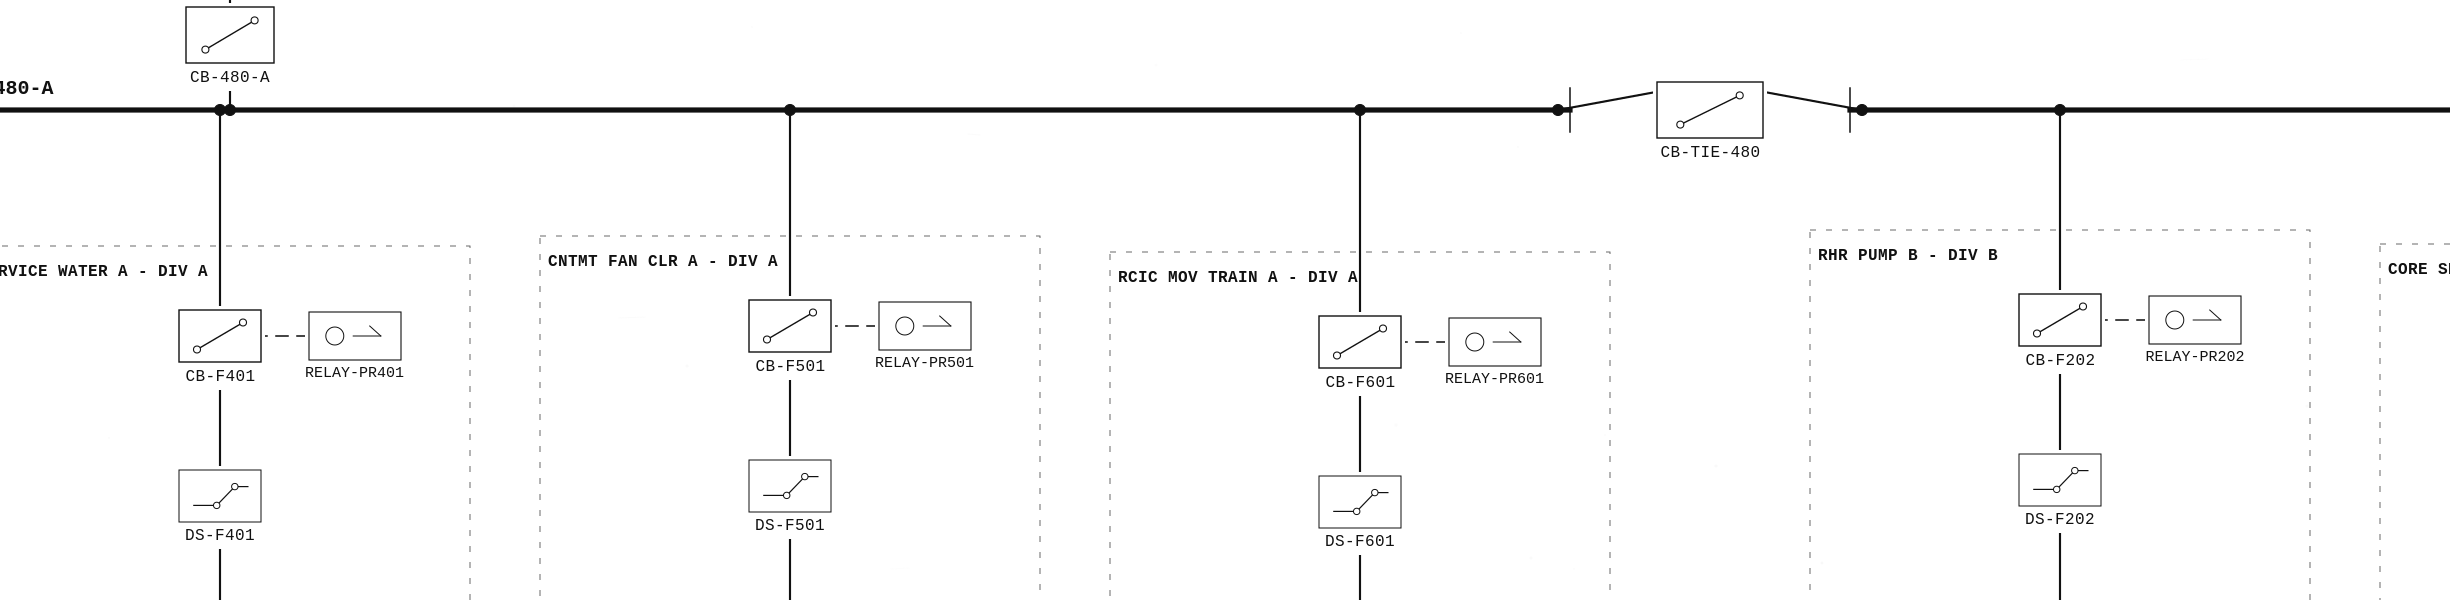 CB-480-A
480-A
CB-TIE-480
RVICE WATER A - DIV A
CNTMT FAN CLR A - DIV A
RCIC MOV TRAIN A - DIV A
RHR PUMP B - DIV B
CORE
CB-F401
RELAY-PR401
CB-F501
RELAY-PR501
CB-F601
RELAY-PR601
CB-F202
RELAY-PR202
DS-F401
DS-F501
DS-F601
DS-F202